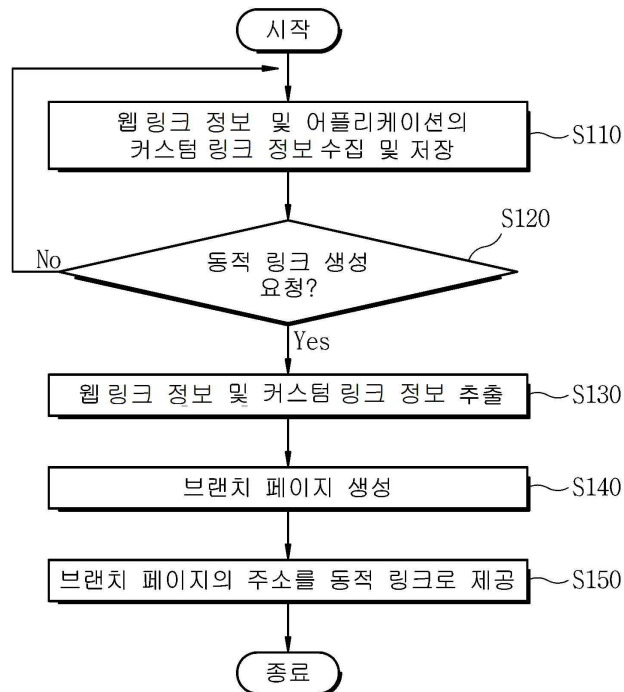 시작
웹 링크 정보 및 어플리케이션의
커스텀 링크 정보 수집 및 저장
S110
S120
동적 링크 생성
요청?
No
Yes
웹 링크 정보 및 커스텀 링크 정보 추출
S130
브랜치 페이지 생성
S140
브랜치 페이지의 주소를 동적 링크로 제공
S150
종료